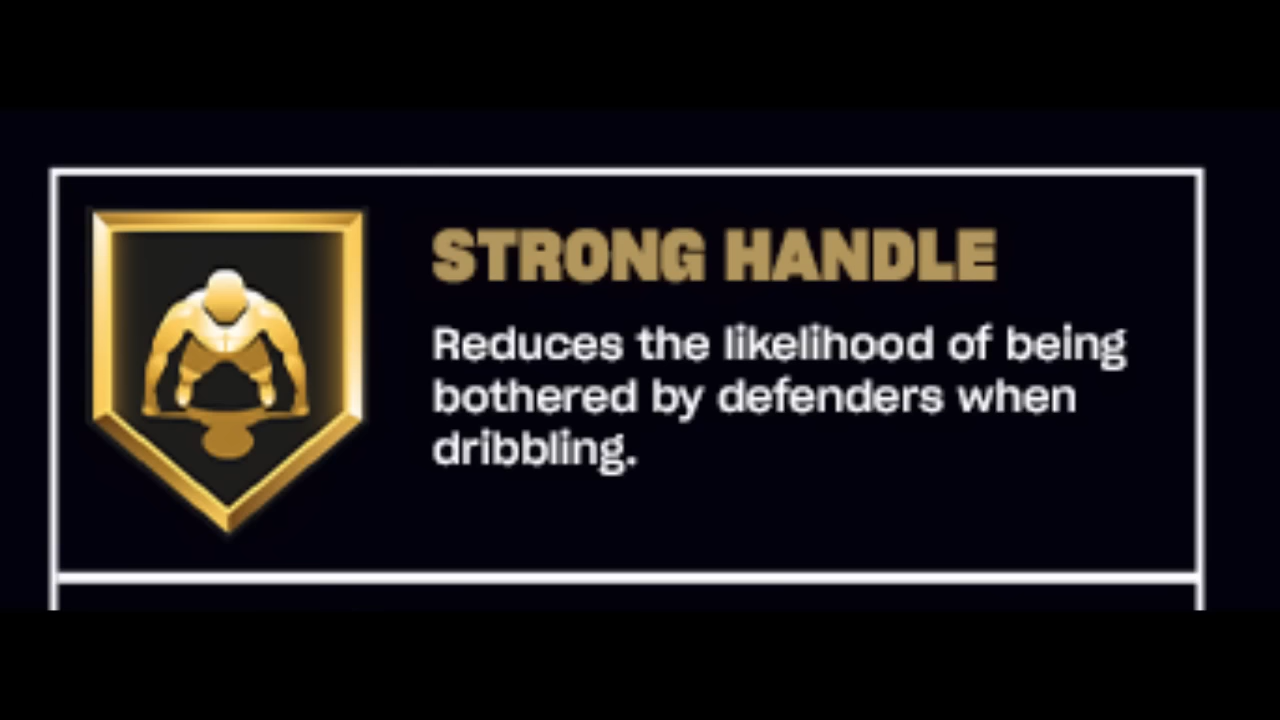 STRONG HANDLE
Reduces the likelihood of being
bothered by defenders when
dribbling.